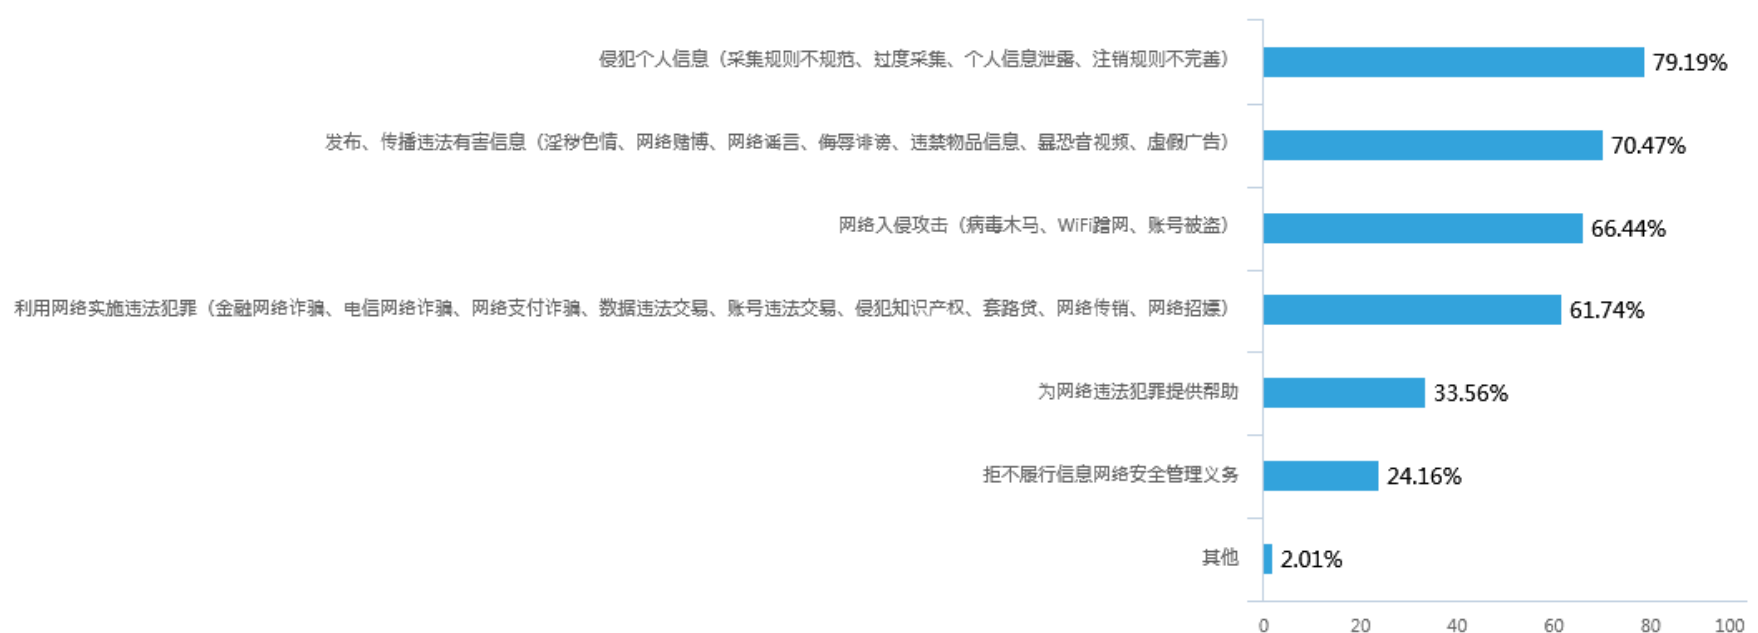 侵犯个人信息（采集规则不规范、过度采集、个人信息泄露、注销规则不完善） 79.19%
发布、传播违法有害信息（淫秽色情、网络赌博、网络谣言、侮辱诽谤、违禁物品信息、暴恐音视频、虚假广告） 70.47%
网络入侵攻击（病毒木马、WiFi蹭网、账号被盗） 66.44%
利用网络实施违法犯罪（金融网络诈骗、电信网络诈骗、网络支付诈骗、数据违法交易、账号违法交易、侵犯知识产权、套路贷、网络传销、网络招嫖） 61.74%
为网络违法犯罪提供帮助 33.56%
拒不履行信息网络安全管理义务 24.16%
其他 2.01%
0 20 40 60 80 100